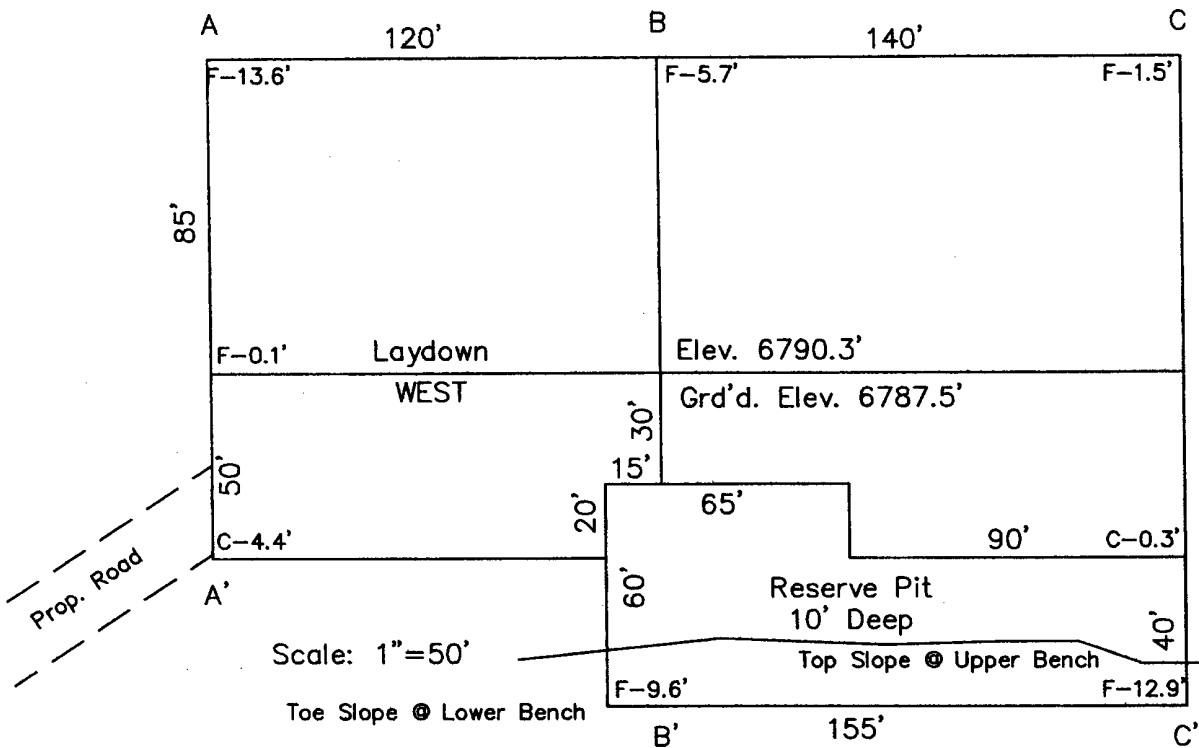 A
B
C
120'
140'
F-13.6'
F-5.7'
F-1.5'
85'
F-0.1'
Laydown
Elev. 6790.3'
WEST
Grd'd. Elev. 6787.5'
30'
50'
15'
20'
65'
C-4.4'
90'
C-0.3'
Prop. Road
A'
60'
Reserve Pit
10' Deep
40'
Scale: 1"=50'
Top Slope @ Upper Bench
F-9.6'
F-12.9'
Toe Slope @ Lower Bench
B'
155'
C'